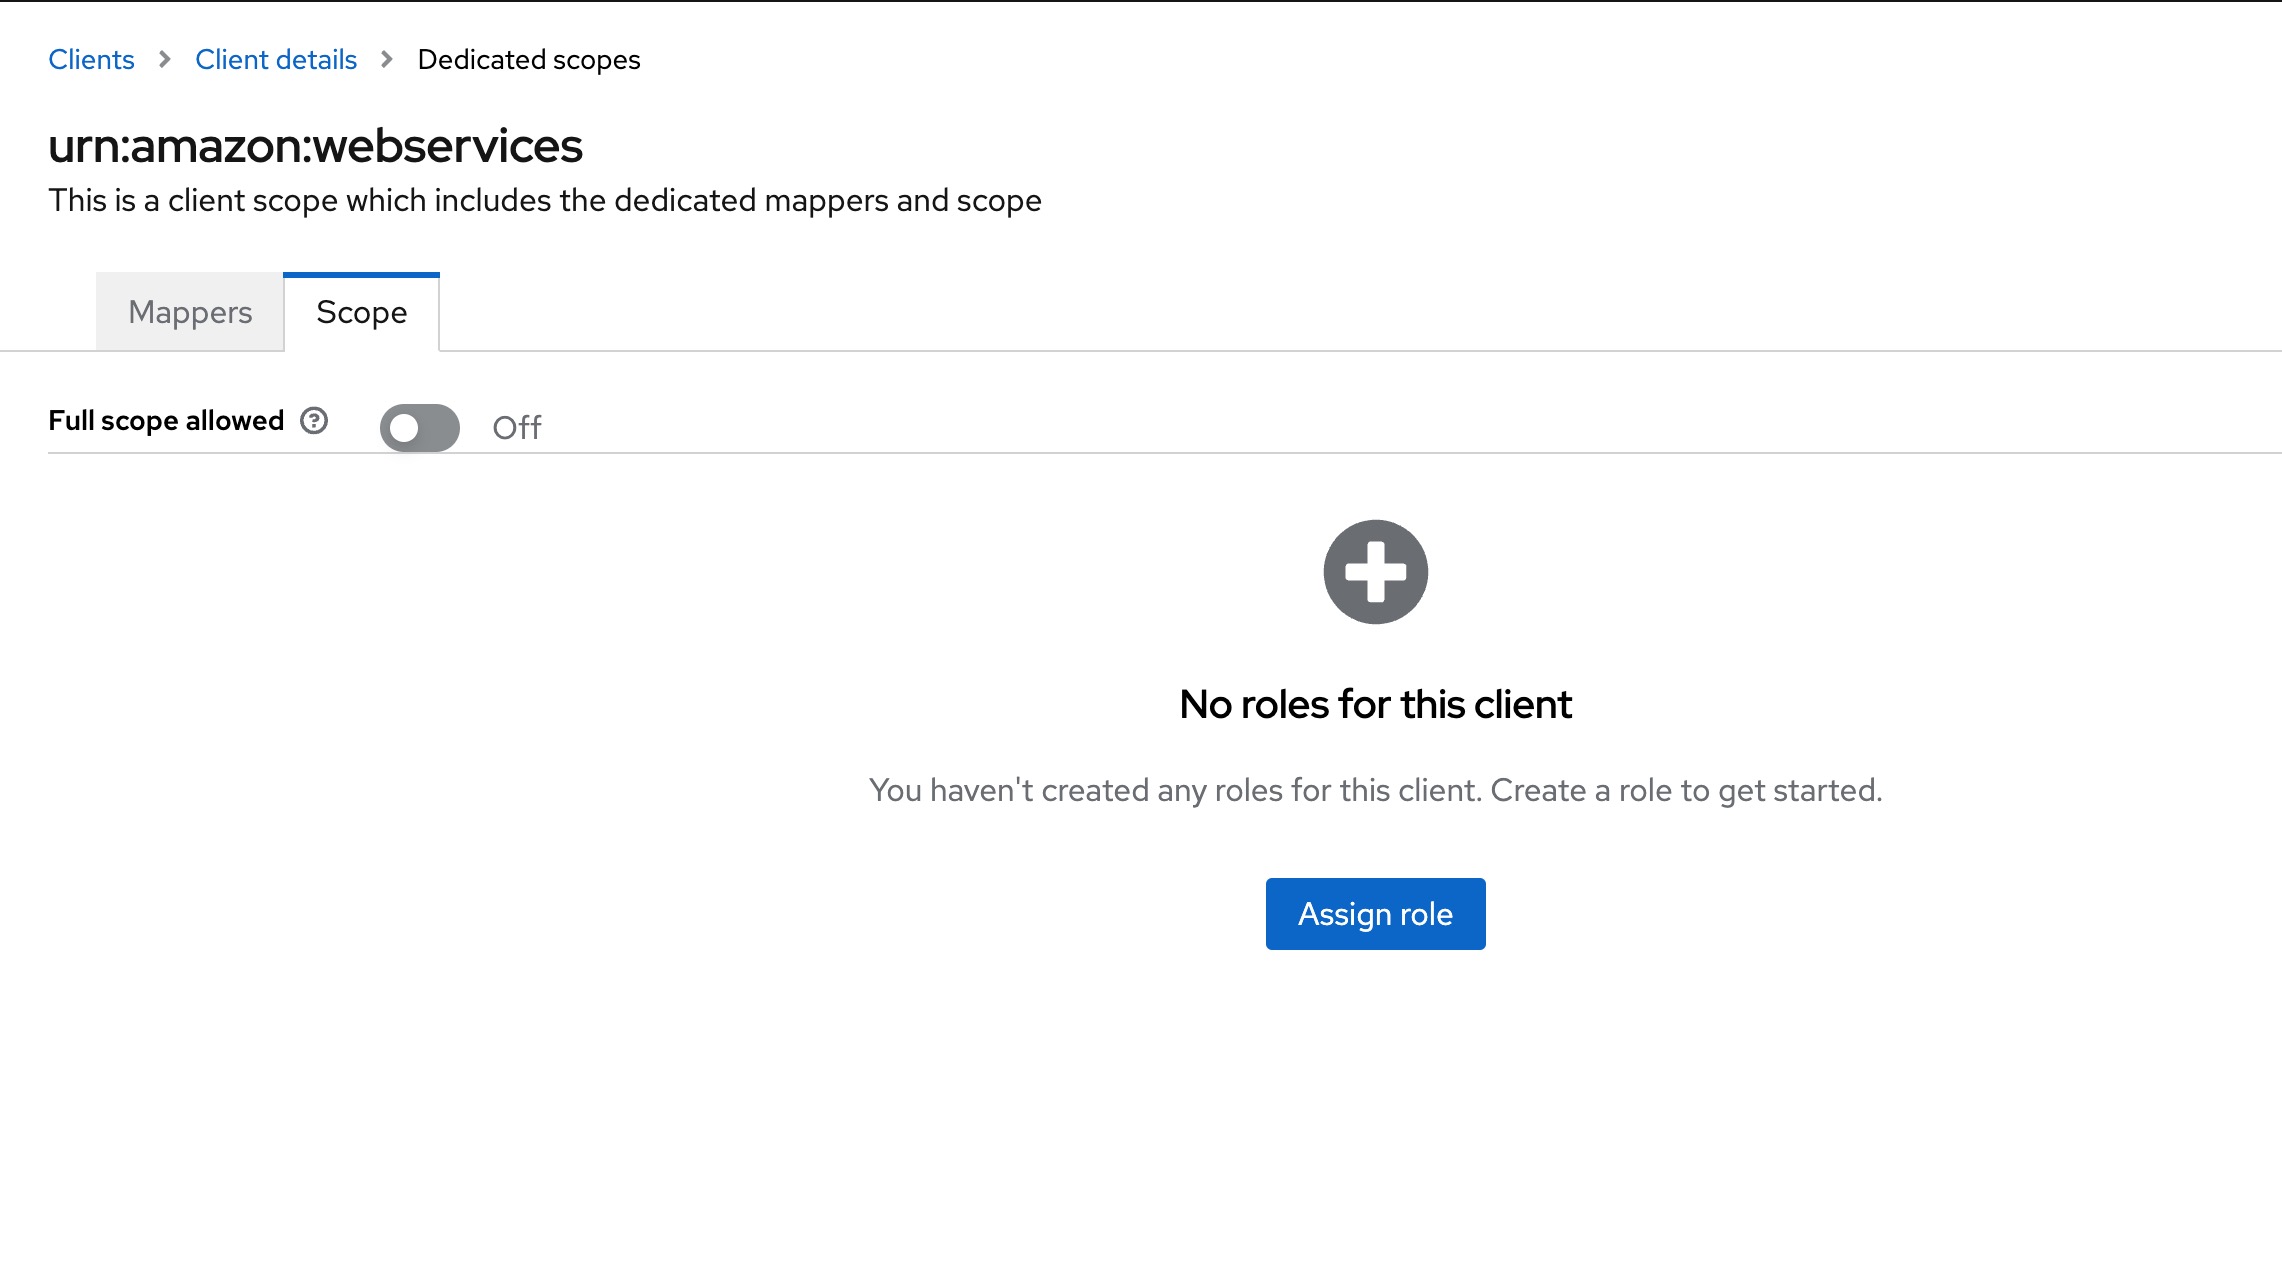 Clients > Client details > Dedicated scopes
urn:amazon:webservices
This is a client scope which includes the dedicated mappers and scope
Mappers Scope
Full scope allowed ? Off
No roles for this client
You haven't created any roles for this client. Create a role to get started.
Assign role